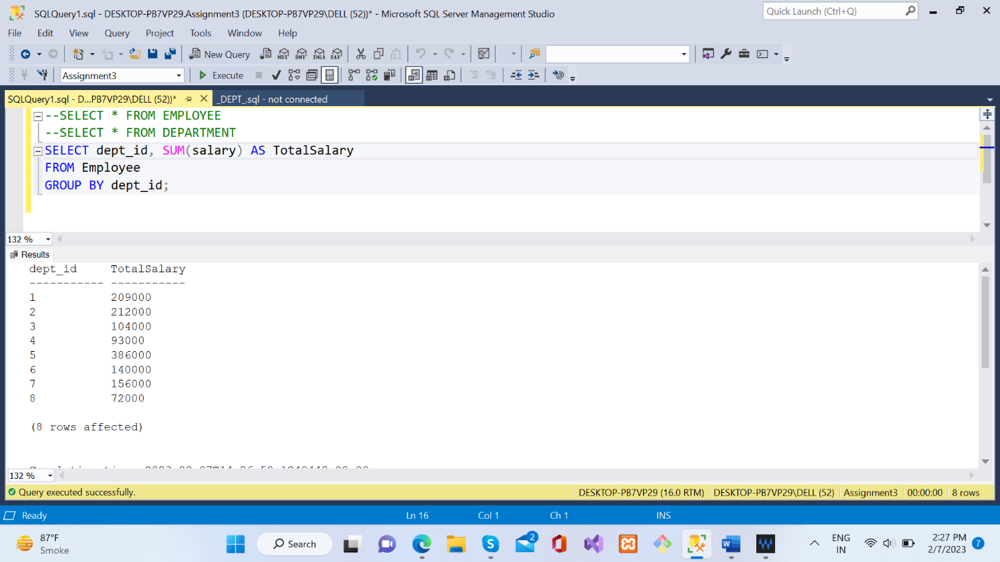 SQLQuery1.sql - DESKTOP-PB7VP29.Assignment3 (DESKTOP-PB7VP29\DELL (52))* - Microsoft SQL Server Management Studio
Quick Launch (Ctrl+Q)
File Edit View Query Project Tools Window Help
New Query MDX DMX XMLA DAX
Assignment3 Execute
SQLQuery1.sql - D...PB7VP29\DELL (52))* _DEPT_.sql - not connected
--SELECT * FROM EMPLOYEE
--SELECT * FROM DEPARTMENT
SELECT dept_id, SUM(salary) AS TotalSalary
FROM Employee
GROUP BY dept_id;
132 %
Results
dept_id TotalSalary
----------- -----------
1 209000
2 212000
3 104000
4 93000
5 386000
6 140000
7 156000
8 72000
(8 rows affected)
132 %
Query executed successfully. DESKTOP-PB7VP29 (16.0 RTM) DESKTOP-PB7VP29\DELL (52) Assignment3 00:00:00 8 rows
Ready Ln 16 Col 1 Ch 1 INS
87°F
Smoke
Search
2
ENG
IN
2:27 PM
2/7/2023
7